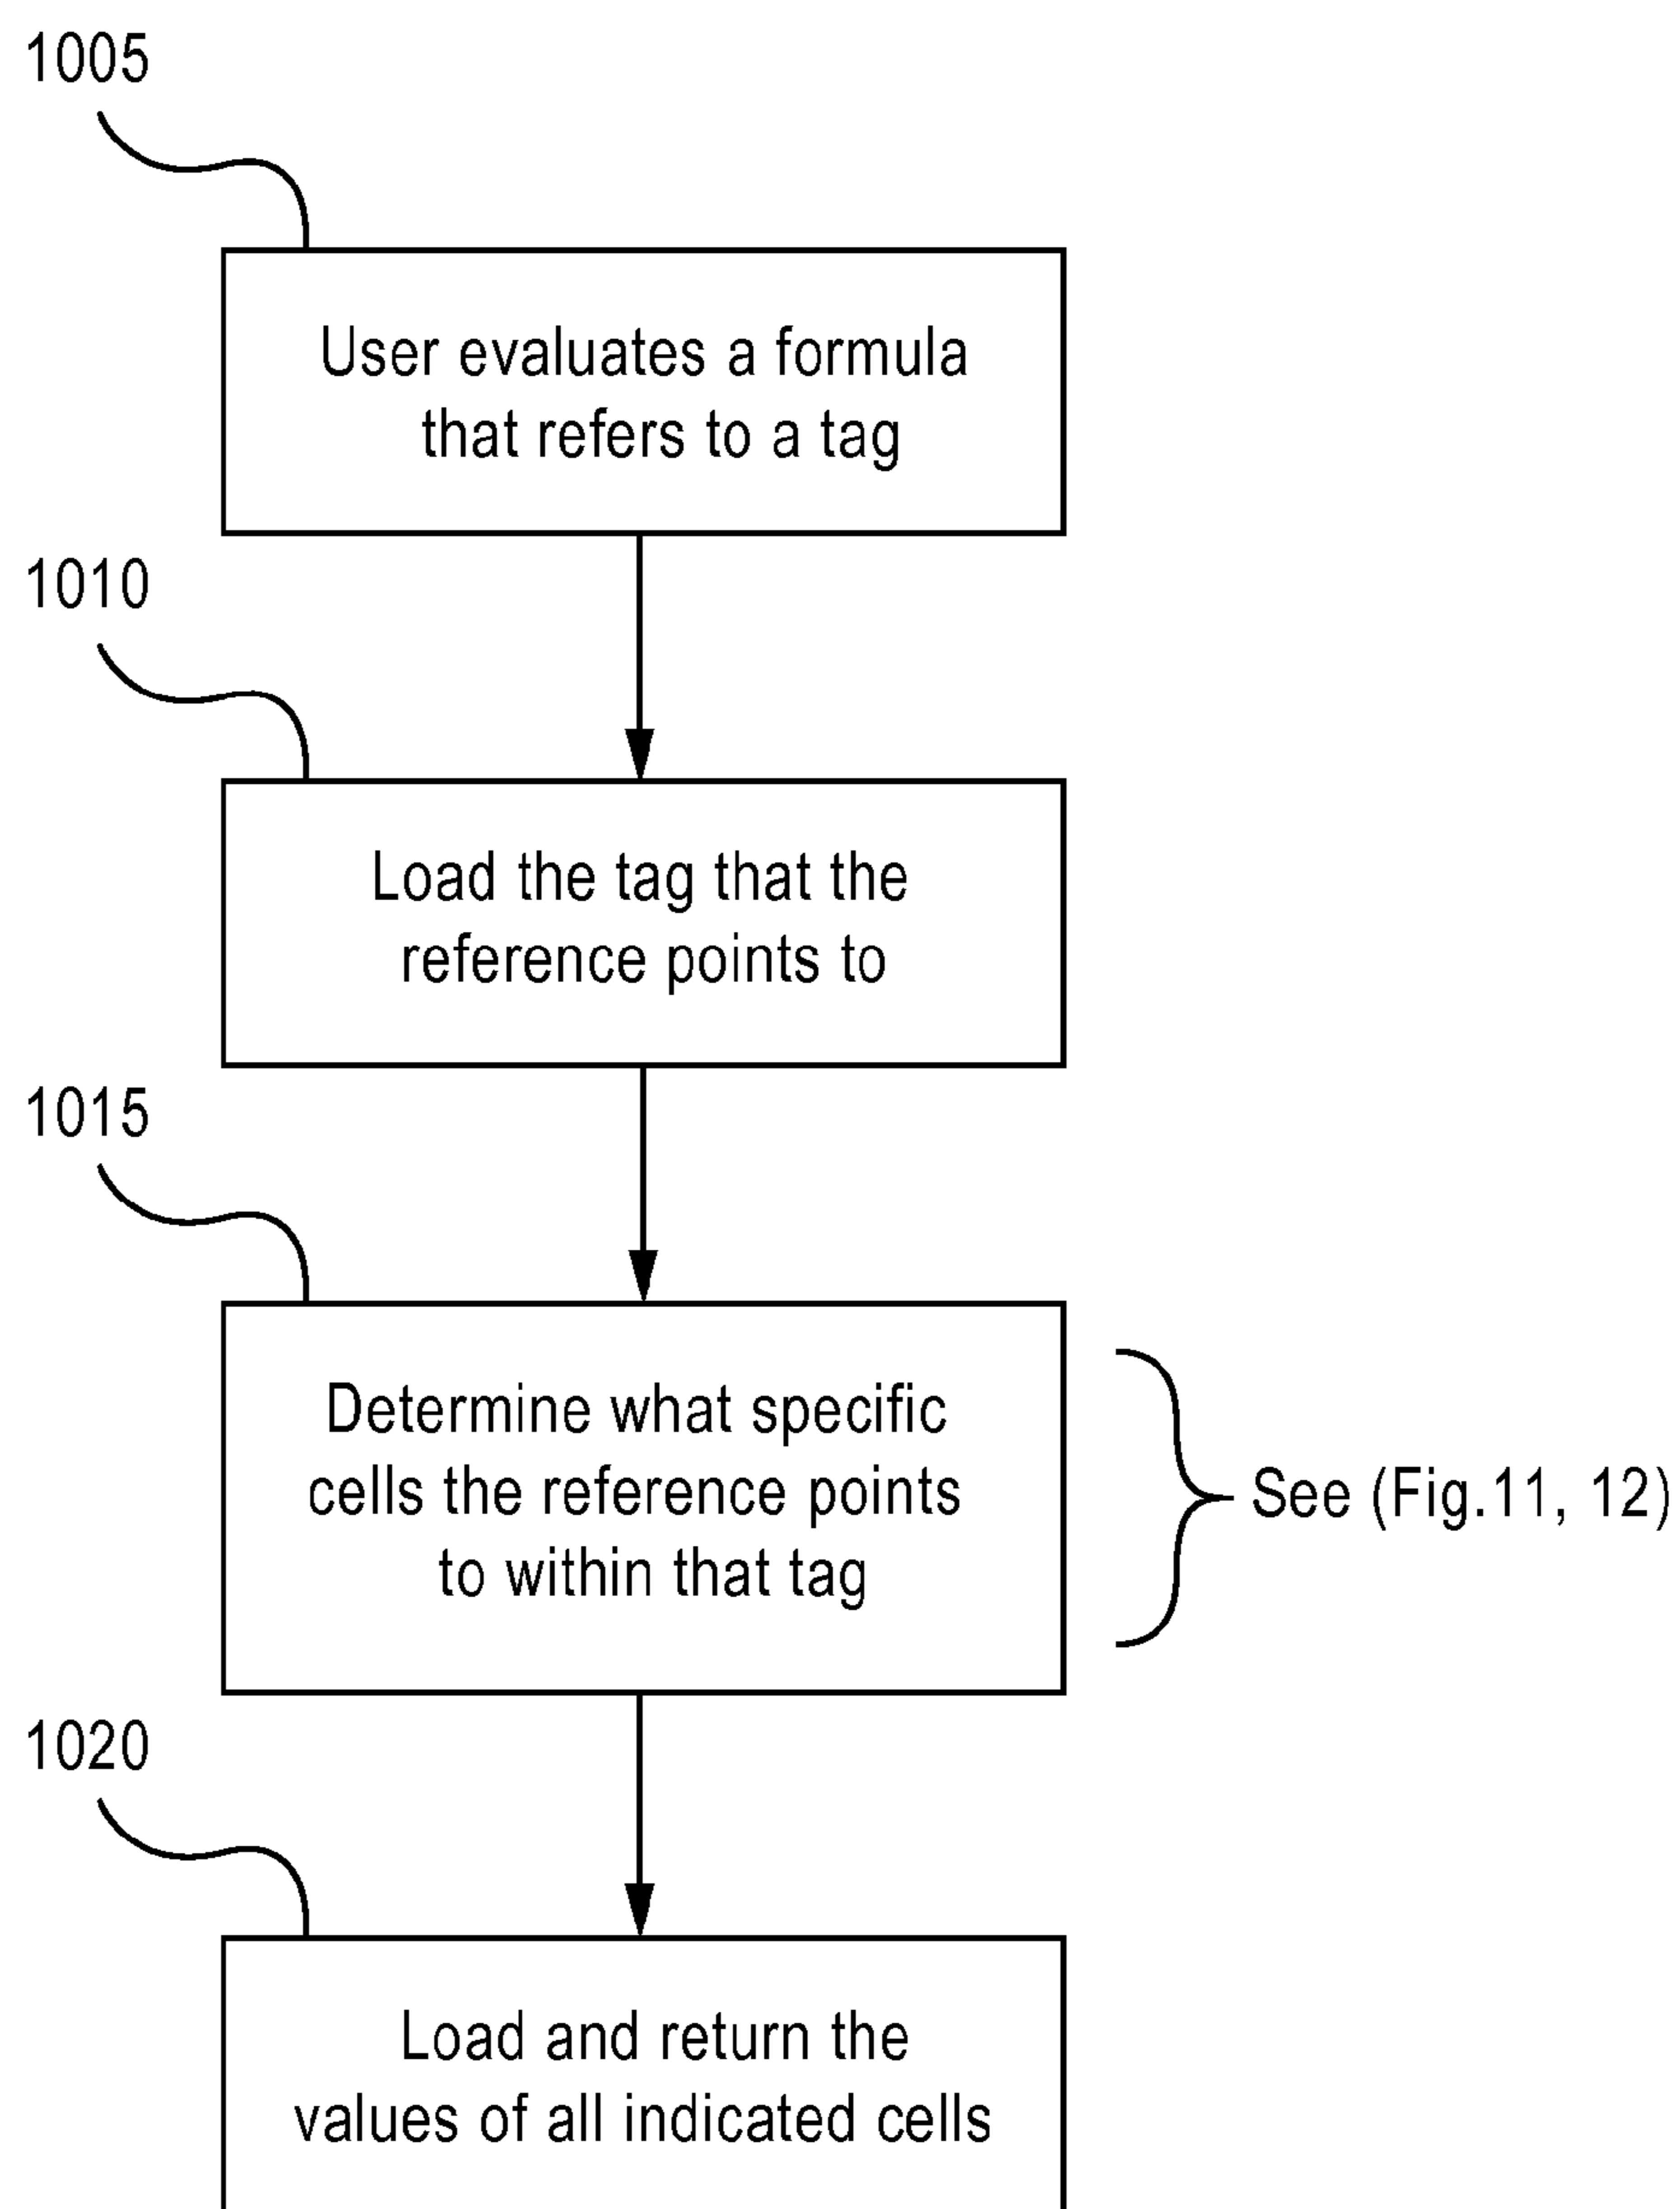 1005
User evaluates a formula
that refers to a tag
1010
Load the tag that the
reference points to
1015
Determine what specific
cells the reference points
to within that tag
See (Fig.11, 12)
1020
Load and return the
values of all indicated cells